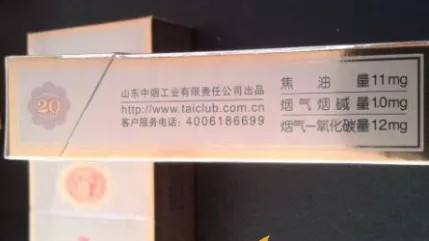 20
山东中烟工业有限责任公司出品
http://www.taiclub.com.cn
客户服务电话：4006186699
焦油量11mg
烟气烟碱量1.0mg
烟气一氧化碳量12mg